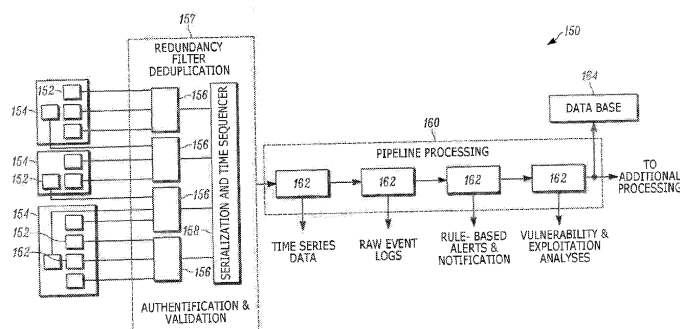 157
150
REDUNDANCY
FILTER
DEDUPLICATION
152
154
156
156
154
152
156
154
152
152
156
158
SERIALIZATION AND TIME SEQUENCER
AUTHENTIFICATION &
VALIDATION
160
PIPELINE PROCESSING
162
162
162
162
164
DATA BASE
TO
ADDITIONAL
PROCESSING
TIME SERIES
DATA
RAW EVENT
LOGS
RULE- BASED
ALERTS &
NOTIFICATION
VULNERABILITY &
EXPLOITATION
ANALYSES